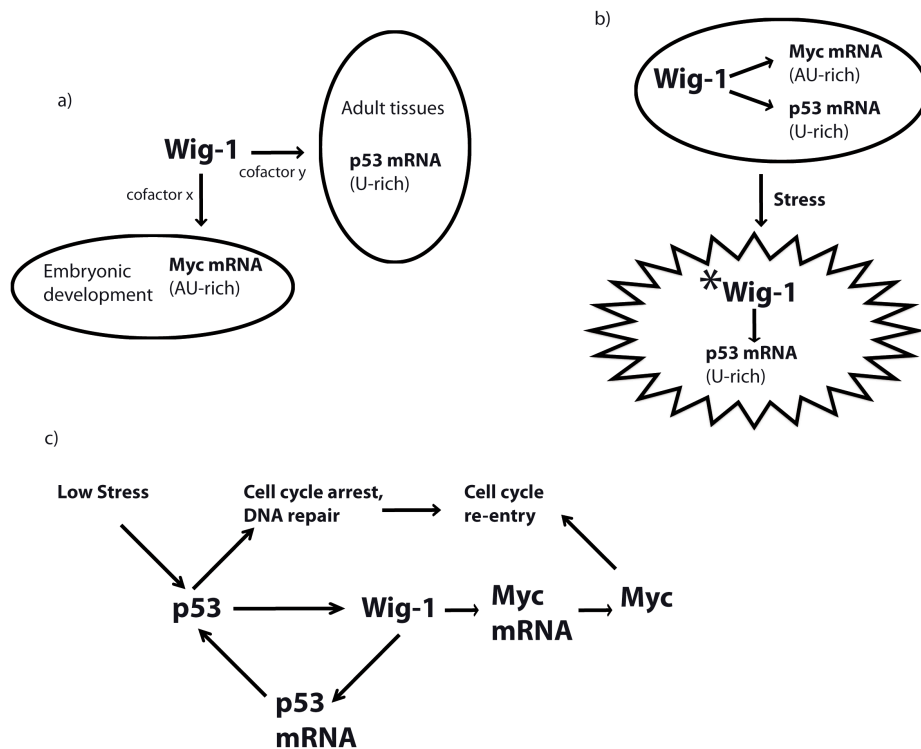 a)
Adult tissues
p53 mRNA
(U-rich)
Wig-1
cofactor y
cofactor x
Embryonic
development
Myc mRNA
(AU-rich)
b)
Wig-1
Myc mRNA
(AU-rich)
p53 mRNA
(U-rich)
Stress
*Wig-1
p53 mRNA
(U-rich)
c)
Low Stress
Cell cycle arrest,
DNA repair
Cell cycle
re-entry
p53
Wig-1
Myc
mRNA
Myc
p53
mRNA